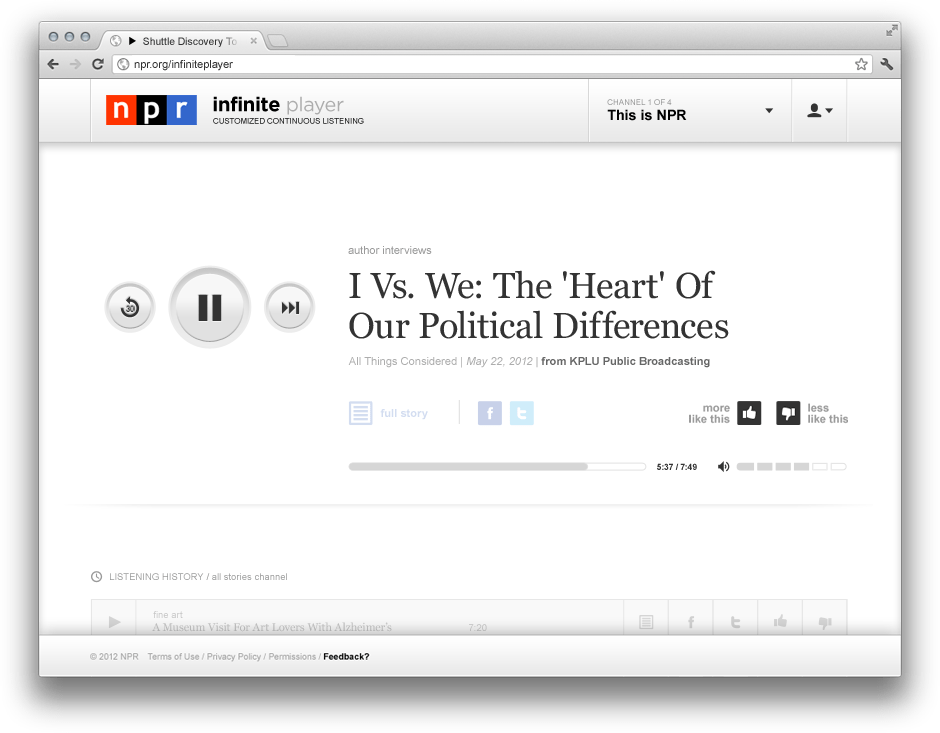 Shuttle Discovery To
npr.org/infiniteplayer
npr
infinite player
CUSTOMIZED CONTINUOUS LISTENING
CHANNEL 1 OF 4
This is NPR
author interviews
I Vs. We: The 'Heart' Of
Our Political Differences
All Things Considered | May 22, 2012 | from KPLU Public Broadcasting
30
full story
f
t
more
like this
less
like this
5:37 / 7:49
LISTENING HISTORY / all stories channel
fine art
A Museum Visit For Art Lovers With Alzheimer's
7:20
f
t
© 2012 NPR Terms of Use / Privacy Policy / Permissions / Feedback?